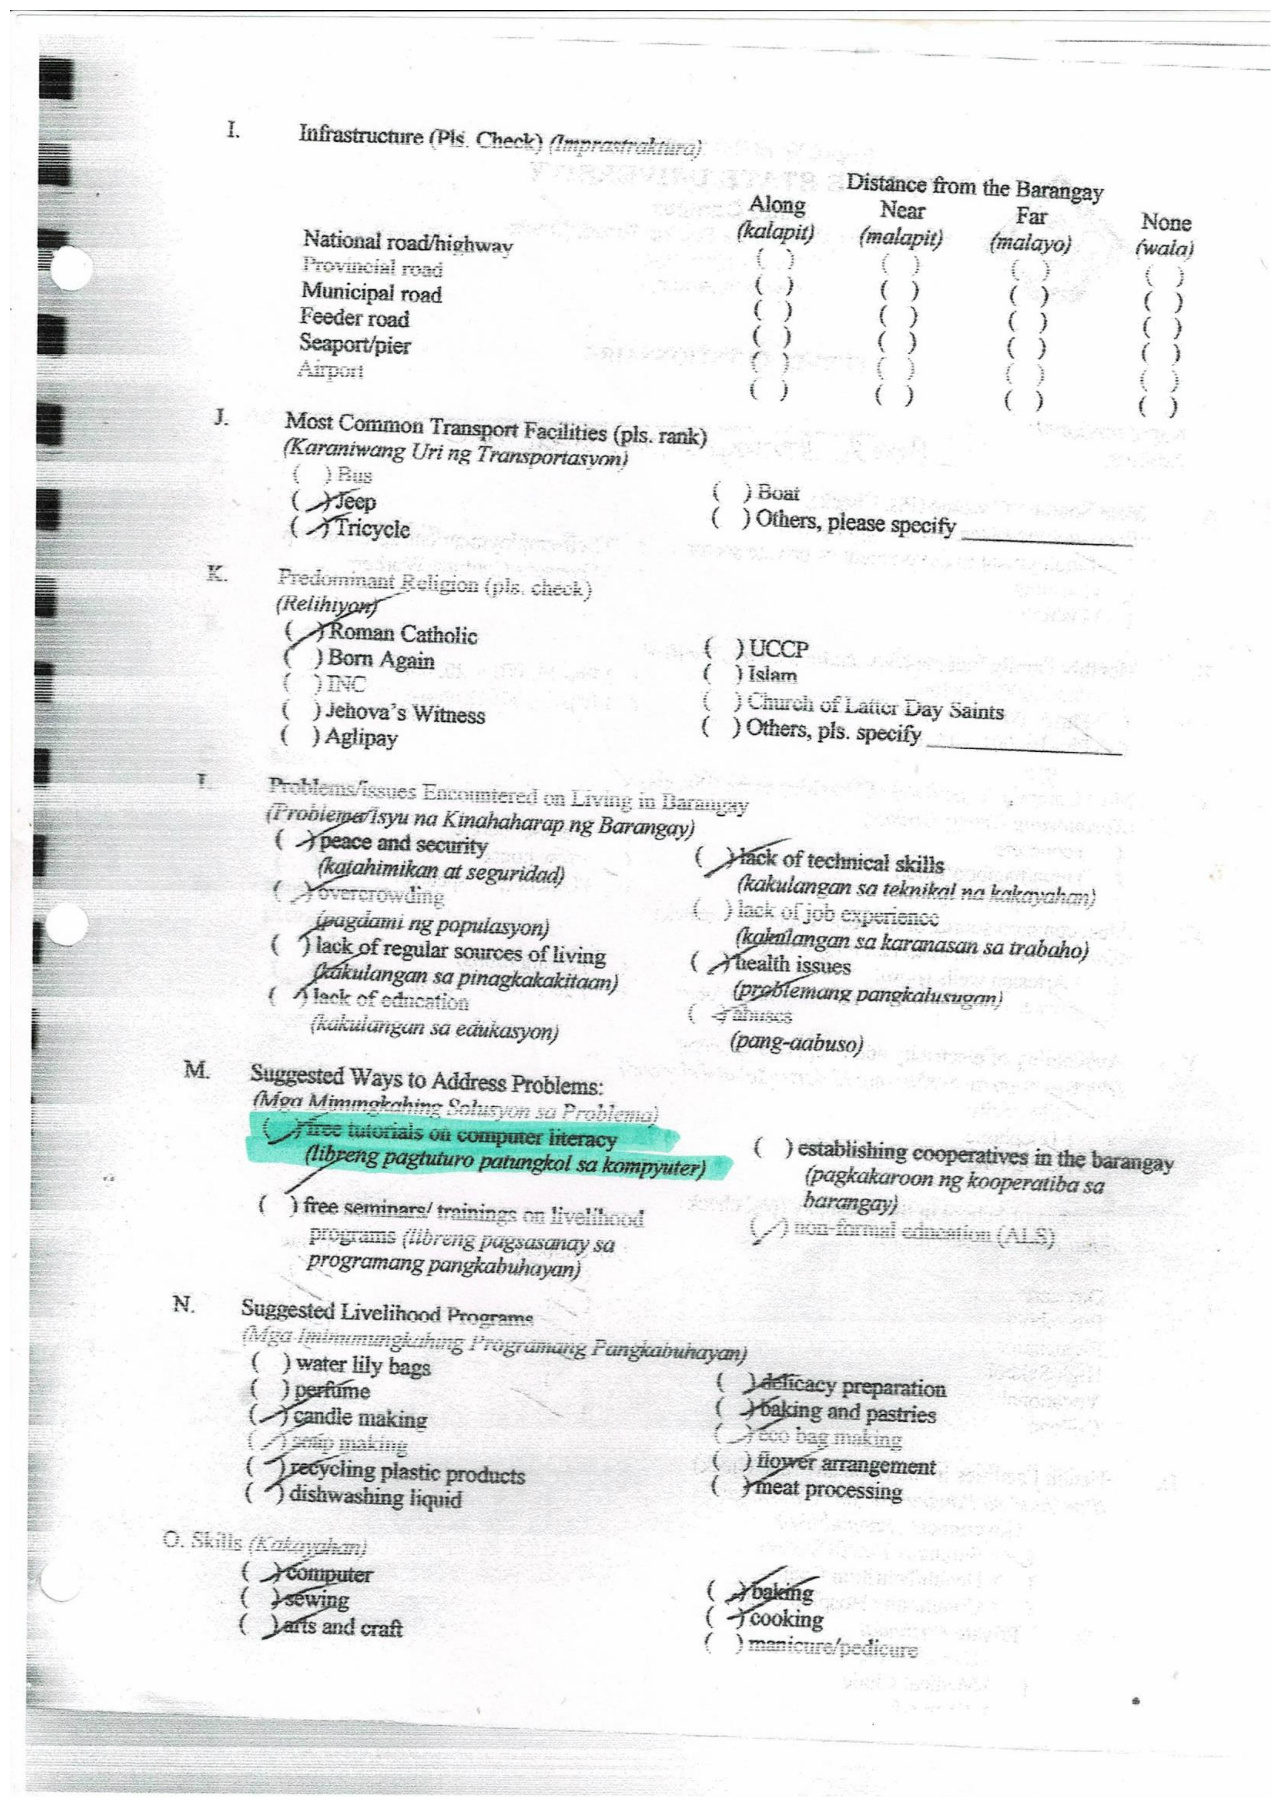 I. Infrastructure (Pls. Check) (Imprastraktura)
Distance from the Barangay
Along Near Far None
(kalapit) (malapit) (malayo) (wala)
National road/highway ( ) ( ) ( ) ( )
Provincial road ( ) ( ) ( ) ( )
Municipal road ( ) ( ) ( ) ( )
Feeder road ( ) ( ) ( ) ( )
Seaport/pier ( ) ( ) ( ) ( )
Airport ( ) ( ) ( ) ( )
J. Most Common Transport Facilities (pls. rank)
(Karaniwang Uri ng Transportasyon)
( ) Bus
( ) Boat
(/) Jeep
( ) Others, please specify
(/) Tricycle
K. Predominant Religion (pls. check)
(Relihiyon)
(/) Roman Catholic
( ) UCCP
( ) Born Again
( ) Islam
( ) INC
( ) Church of Latter Day Saints
( ) Jehova's Witness
( ) Others, pls. specify
( ) Aglipay
L. Problems/issues Encountered on Living in Barangay
(Problema/Isyu na Kinahaharap ng Barangay)
(/) peace and security
(katahimikan at seguridad)
(/) overcrowding
(pagdami ng populasyon)
(/) lack of regular sources of living
(kakulangan sa pinagkakakitaan)
(/) lack of education
(kakulangan sa edukasyon)
(/) lack of technical skills
(kakulangan sa teknikal na kakayahan)
( ) lack of job experience
(kakulangan sa karanasan sa trabaho)
(/) health issues
(problemang pangkalusugan)
(/) abuses
(pang-aabuso)
M. Suggested Ways to Address Problems:
(Mga Mimungkahing Solusyon sa Problema)
(/) free tutorials on computer literacy
(libreng pagtuturo patungkol sa kompyuter)
( ) free seminars/ trainings on livelihood
programs (libreng pagsasanay sa
programang pangkabuhayan)
( ) establishing cooperatives in the barangay
(pagkakaroon ng kooperatiba sa
barangay)
(/) non-formal education (ALS)
N. Suggested Livelihood Programs
(Mga Iminumungkahing Programang Pangkabuhayan)
( ) water lily bags
( ) perfume
(/) candle making
(/) soap making
(/) recycling plastic products
(/) dishwashing liquid
(/) delicacy preparation
(/) baking and pastries
(/) eco bag making
( ) flower arrangement
(/) meat processing
O. Skills (Kakayahan)
(/) computer
(/) sewing
(/) arts and craft
(/) baking
(/) cooking
( ) manicure/pedicure